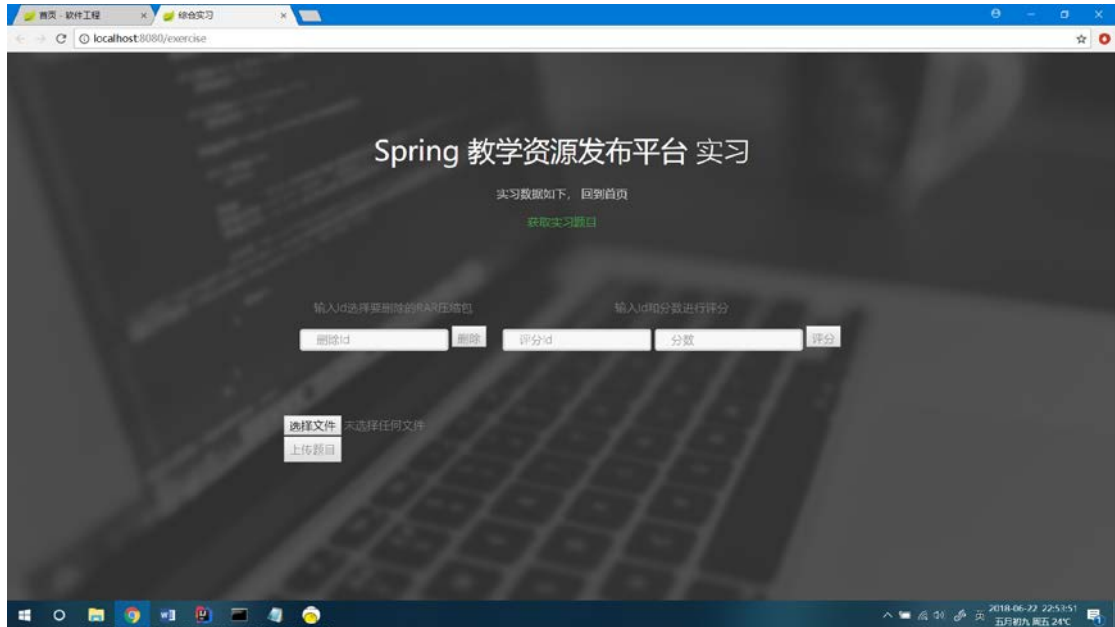 首页 - 软件工程
综合实习
localhost:8080/exercise
Spring 教学资源发布平台 实习
实习数据如下， 回到首页
获取实习题目
输入Id选择要删除的RAR压缩包
输入Id和分数进行评分
删除Id
删除
评分Id
分数
评分
选择文件 未选择任何文件
上传题目
英
2018-06-22 22:53:51
五月初九 周五 24℃